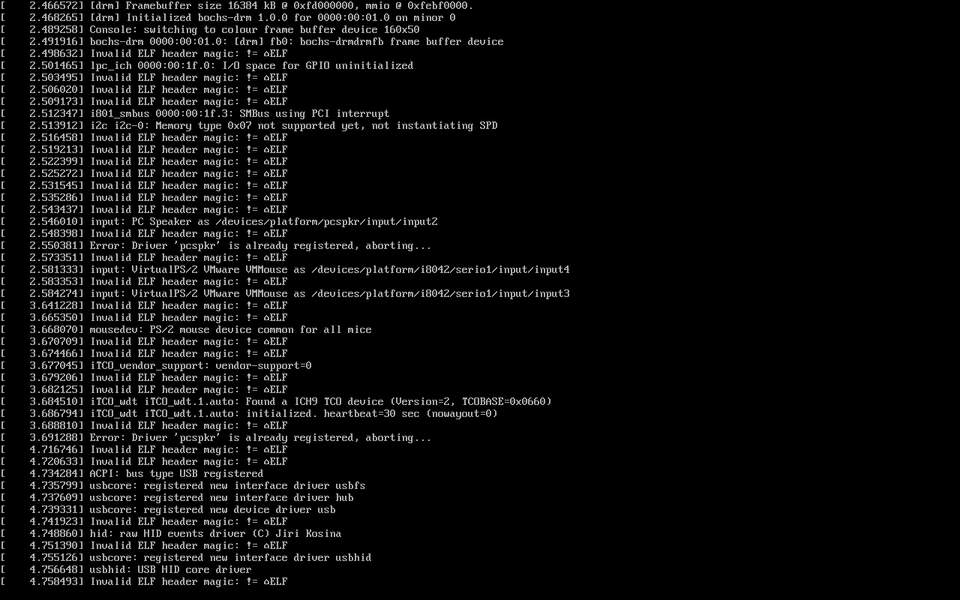 [    2.466572] [drm] Framebuffer size 16384 kB @ 0xfd000000, mmio @ 0xfebf0000.
[    2.468265] [drm] Initialized bochs-drm 1.0.0 for 0000:00:01.0 on minor 0
[    2.489258] Console: switching to colour frame buffer device 160x50
[    2.491916] bochs-drm 0000:00:01.0: [drm] fb0: bochs-drmdrmfb frame buffer device
[    2.498632] Invalid ELF header magic: != ⌂ELF
[    2.501465] lpc_ich 0000:00:1f.0: I/O space for GPIO uninitialized
[    2.503495] Invalid ELF header magic: != ⌂ELF
[    2.506020] Invalid ELF header magic: != ⌂ELF
[    2.509173] Invalid ELF header magic: != ⌂ELF
[    2.512347] i801_smbus 0000:00:1f.3: SMBus using PCI interrupt
[    2.513912] i2c i2c-0: Memory type 0x07 not supported yet, not instantiating SPD
[    2.516458] Invalid ELF header magic: != ⌂ELF
[    2.519213] Invalid ELF header magic: != ⌂ELF
[    2.522399] Invalid ELF header magic: != ⌂ELF
[    2.525272] Invalid ELF header magic: != ⌂ELF
[    2.531545] Invalid ELF header magic: != ⌂ELF
[    2.535286] Invalid ELF header magic: != ⌂ELF
[    2.543437] Invalid ELF header magic: != ⌂ELF
[    2.546010] input: PC Speaker as /devices/platform/pcspkr/input/input2
[    2.548398] Invalid ELF header magic: != ⌂ELF
[    2.550381] Error: Driver 'pcspkr' is already registered, aborting...
[    2.573351] Invalid ELF header magic: != ⌂ELF
[    2.581333] input: VirtualPS/2 VMware VMMouse as /devices/platform/i8042/serio1/input/input4
[    2.583353] Invalid ELF header magic: != ⌂ELF
[    2.584274] input: VirtualPS/2 VMware VMMouse as /devices/platform/i8042/serio1/input/input3
[    3.641228] Invalid ELF header magic: != ⌂ELF
[    3.665350] Invalid ELF header magic: != ⌂ELF
[    3.668070] mousedev: PS/2 mouse device common for all mice
[    3.670709] Invalid ELF header magic: != ⌂ELF
[    3.674466] Invalid ELF header magic: != ⌂ELF
[    3.677045] iTCO_vendor_support: vendor-support=0
[    3.679206] Invalid ELF header magic: != ⌂ELF
[    3.682125] Invalid ELF header magic: != ⌂ELF
[    3.684510] iTCO_wdt iTCO_wdt.1.auto: Found a ICH9 TCO device (Version=2, TCOBASE=0x0660)
[    3.686794] iTCO_wdt iTCO_wdt.1.auto: initialized. heartbeat=30 sec (nowayout=0)
[    3.688810] Invalid ELF header magic: != ⌂ELF
[    3.691288] Error: Driver 'pcspkr' is already registered, aborting...
[    4.716746] Invalid ELF header magic: != ⌂ELF
[    4.720633] Invalid ELF header magic: != ⌂ELF
[    4.734284] ACPI: bus type USB registered
[    4.735799] usbcore: registered new interface driver usbfs
[    4.737609] usbcore: registered new interface driver hub
[    4.739331] usbcore: registered new device driver usb
[    4.741923] Invalid ELF header magic: != ⌂ELF
[    4.748860] hid: raw HID events driver (C) Jiri Kosina
[    4.751390] Invalid ELF header magic: != ⌂ELF
[    4.755126] usbcore: registered new interface driver usbhid
[    4.756648] usbhid: USB HID core driver
[    4.758493] Invalid ELF header magic: != ⌂ELF